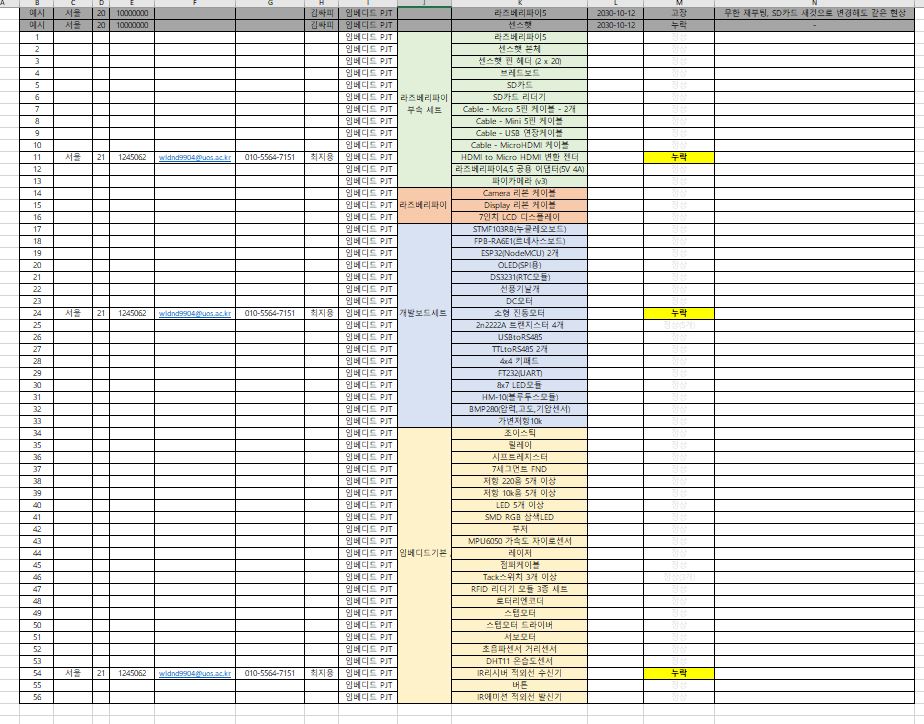 A B C D E F G H I J K L M N
예시 서울 20 10000000 김싸피 임베디드 PJT 라즈베리파이5 2030-10-12 고장 무한 재부팅, SD카드 새것으로 변경해도 같은 현상
예시 서울 20 10000000 김싸피 임베디드 PJT 센스햇 2030-10-12 누락 -
1 임베디드 PJT 라즈베리파이5 정상
2 임베디드 PJT 센스햇 본체 정상
3 임베디드 PJT 센스햇 핀 헤더 (2 x 20) 정상
4 임베디드 PJT 브레드보드 정상
5 임베디드 PJT SD카드 정상
라즈베리파이
부속 세트
6 임베디드 PJT SD카드 리더기 정상
7 임베디드 PJT Cable - Micro 5핀 케이블 - 2개 정상
8 임베디드 PJT Cable - Mini 5핀 케이블 정상
9 임베디드 PJT Cable - USB 연장케이블 정상
10 임베디드 PJT Cable - MicroHDMI 케이블 정상
11 서울 21 1245062 wldnd9904@uos.ac.kr 010-5564-7151 최지웅 임베디드 PJT HDMI to Micro HDMI 변환 젠더 누락
12 임베디드 PJT 라즈베리파이4,5 공용 어댑터(5V 4A) 정상
13 임베디드 PJT 파이카메라 (v3) 정상
14 임베디드 PJT Camera 리본 케이블 정상
15 임베디드 PJT 라즈베리파이 Display 리본 케이블 정상
16 임베디드 PJT 7인치 LCD 디스플레이 정상
17 임베디드 PJT STMF103RB(누클레오보드) 정상
18 임베디드 PJT FPB-RA6E1(르네사스보드) 정상
19 임베디드 PJT ESP32(NodeMCU) 2개 정상
20 임베디드 PJT OLED(SPI용) 정상
21 임베디드 PJT DS3231(RTC모듈) 정상
22 임베디드 PJT 선풍기날개 정상
23 임베디드 PJT DC모터 정상
24 서울 21 1245062 wldnd9904@uos.ac.kr 010-5564-7151 최지웅 임베디드 PJT 개발보드세트 소형 진동모터 누락
25 임베디드 PJT 2n2222A 트랜지스터 4개
26 임베디드 PJT USBtoRS485 정상
27 임베디드 PJT TTLtoRS485 2개 정상
28 임베디드 PJT 4x4 키패드 정상
29 임베디드 PJT FT232(UART) 정상
30 임베디드 PJT 8x7 LED모듈 정상
31 임베디드 PJT HM-10(블루투스모듈) 정상
32 임베디드 PJT BMP280(압력,고도,기압센서) 정상
33 임베디드 PJT 가변저항10k 정상
34 임베디드 PJT 조이스틱 정상
35 임베디드 PJT 릴레이 정상
36 임베디드 PJT 시프트레지스터 정상
37 임베디드 PJT 7세그먼트 FND 정상
38 임베디드 PJT 저항 220옴 5개 이상 정상
39 임베디드 PJT 저항 10k옴 5개 이상 정상
40 임베디드 PJT LED 5개 이상 정상
41 임베디드 PJT SMD RGB 삼색LED 정상
42 임베디드 PJT 부저 정상
43 임베디드 PJT MPU6050 가속도 자이로센서 정상
44 임베디드 PJT 임베디드기본 레이저 정상
45 임베디드 PJT 점퍼케이블 정상
46 임베디드 PJT Tack스위치 3개 이상
47 임베디드 PJT RFID 리더기 모듈 3종 세트 정상
48 임베디드 PJT 로터리엔코더 정상
49 임베디드 PJT 스텝모터 정상
50 임베디드 PJT 스텝모터 드라이버 정상
51 임베디드 PJT 서보모터 정상
52 임베디드 PJT 초음파센서 거리센서 정상
53 임베디드 PJT DHT11 온습도센서 정상
54 서울 21 1245062 wldnd9904@uos.ac.kr 010-5564-7151 최지웅 임베디드 PJT IR리시버 적외선 수신기 누락
55 임베디드 PJT 버튼 정상
56 임베디드 PJT IR에미션 적외선 발신기 정상